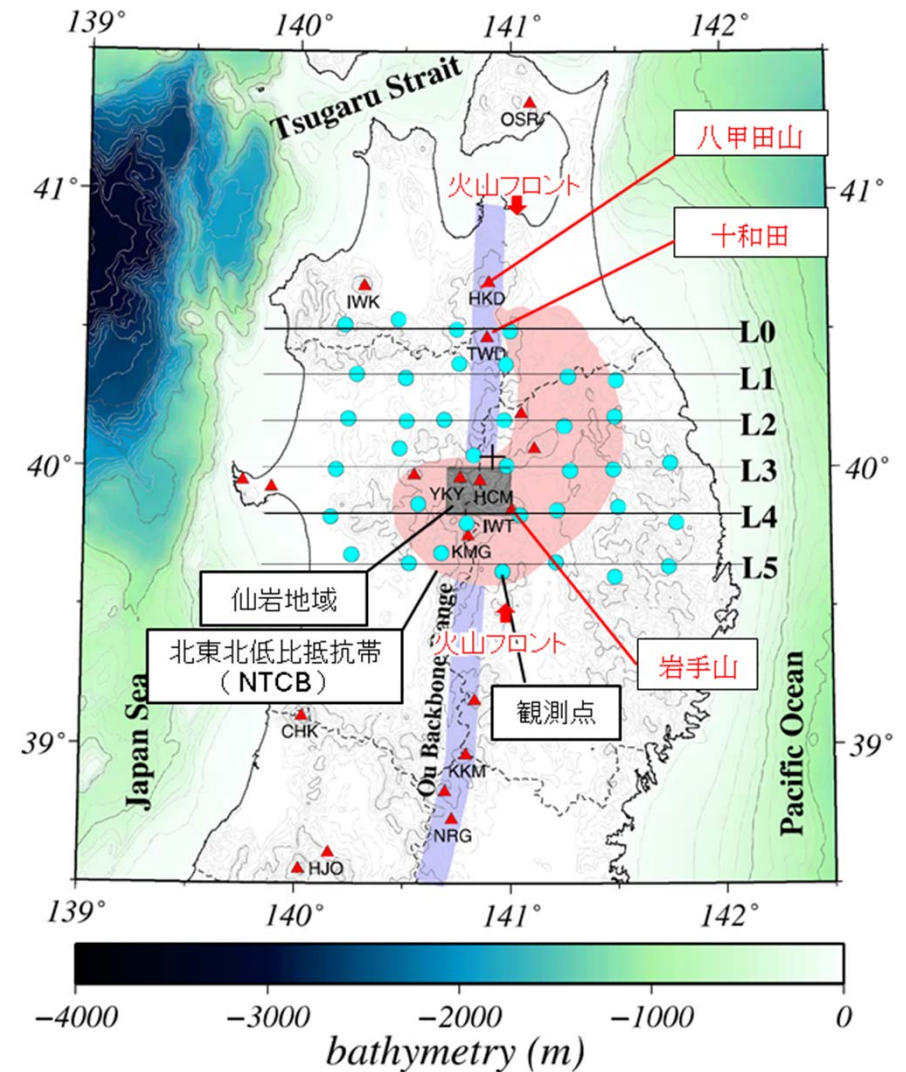 139°
140°
141°
142°
Tsugaru Strait
OSR
八甲田山
41°
41°
火山フロント
十和田
IWK
HKD
L0
TWD
L1
L2
40°
40°
L3
YKY
HCM
L4
IWT
KMG
L5
仙岩地域
北東北低比抵抗帯
(NTCB)
火山フロント
岩手山
観測点
Ou Backbone Range
Japan Sea
Pacific Ocean
CHK
39°
39°
KKM
NRG
HJO
139°
140°
141°
142°
−4000
−3000
−2000
−1000
0
bathymetry (m)